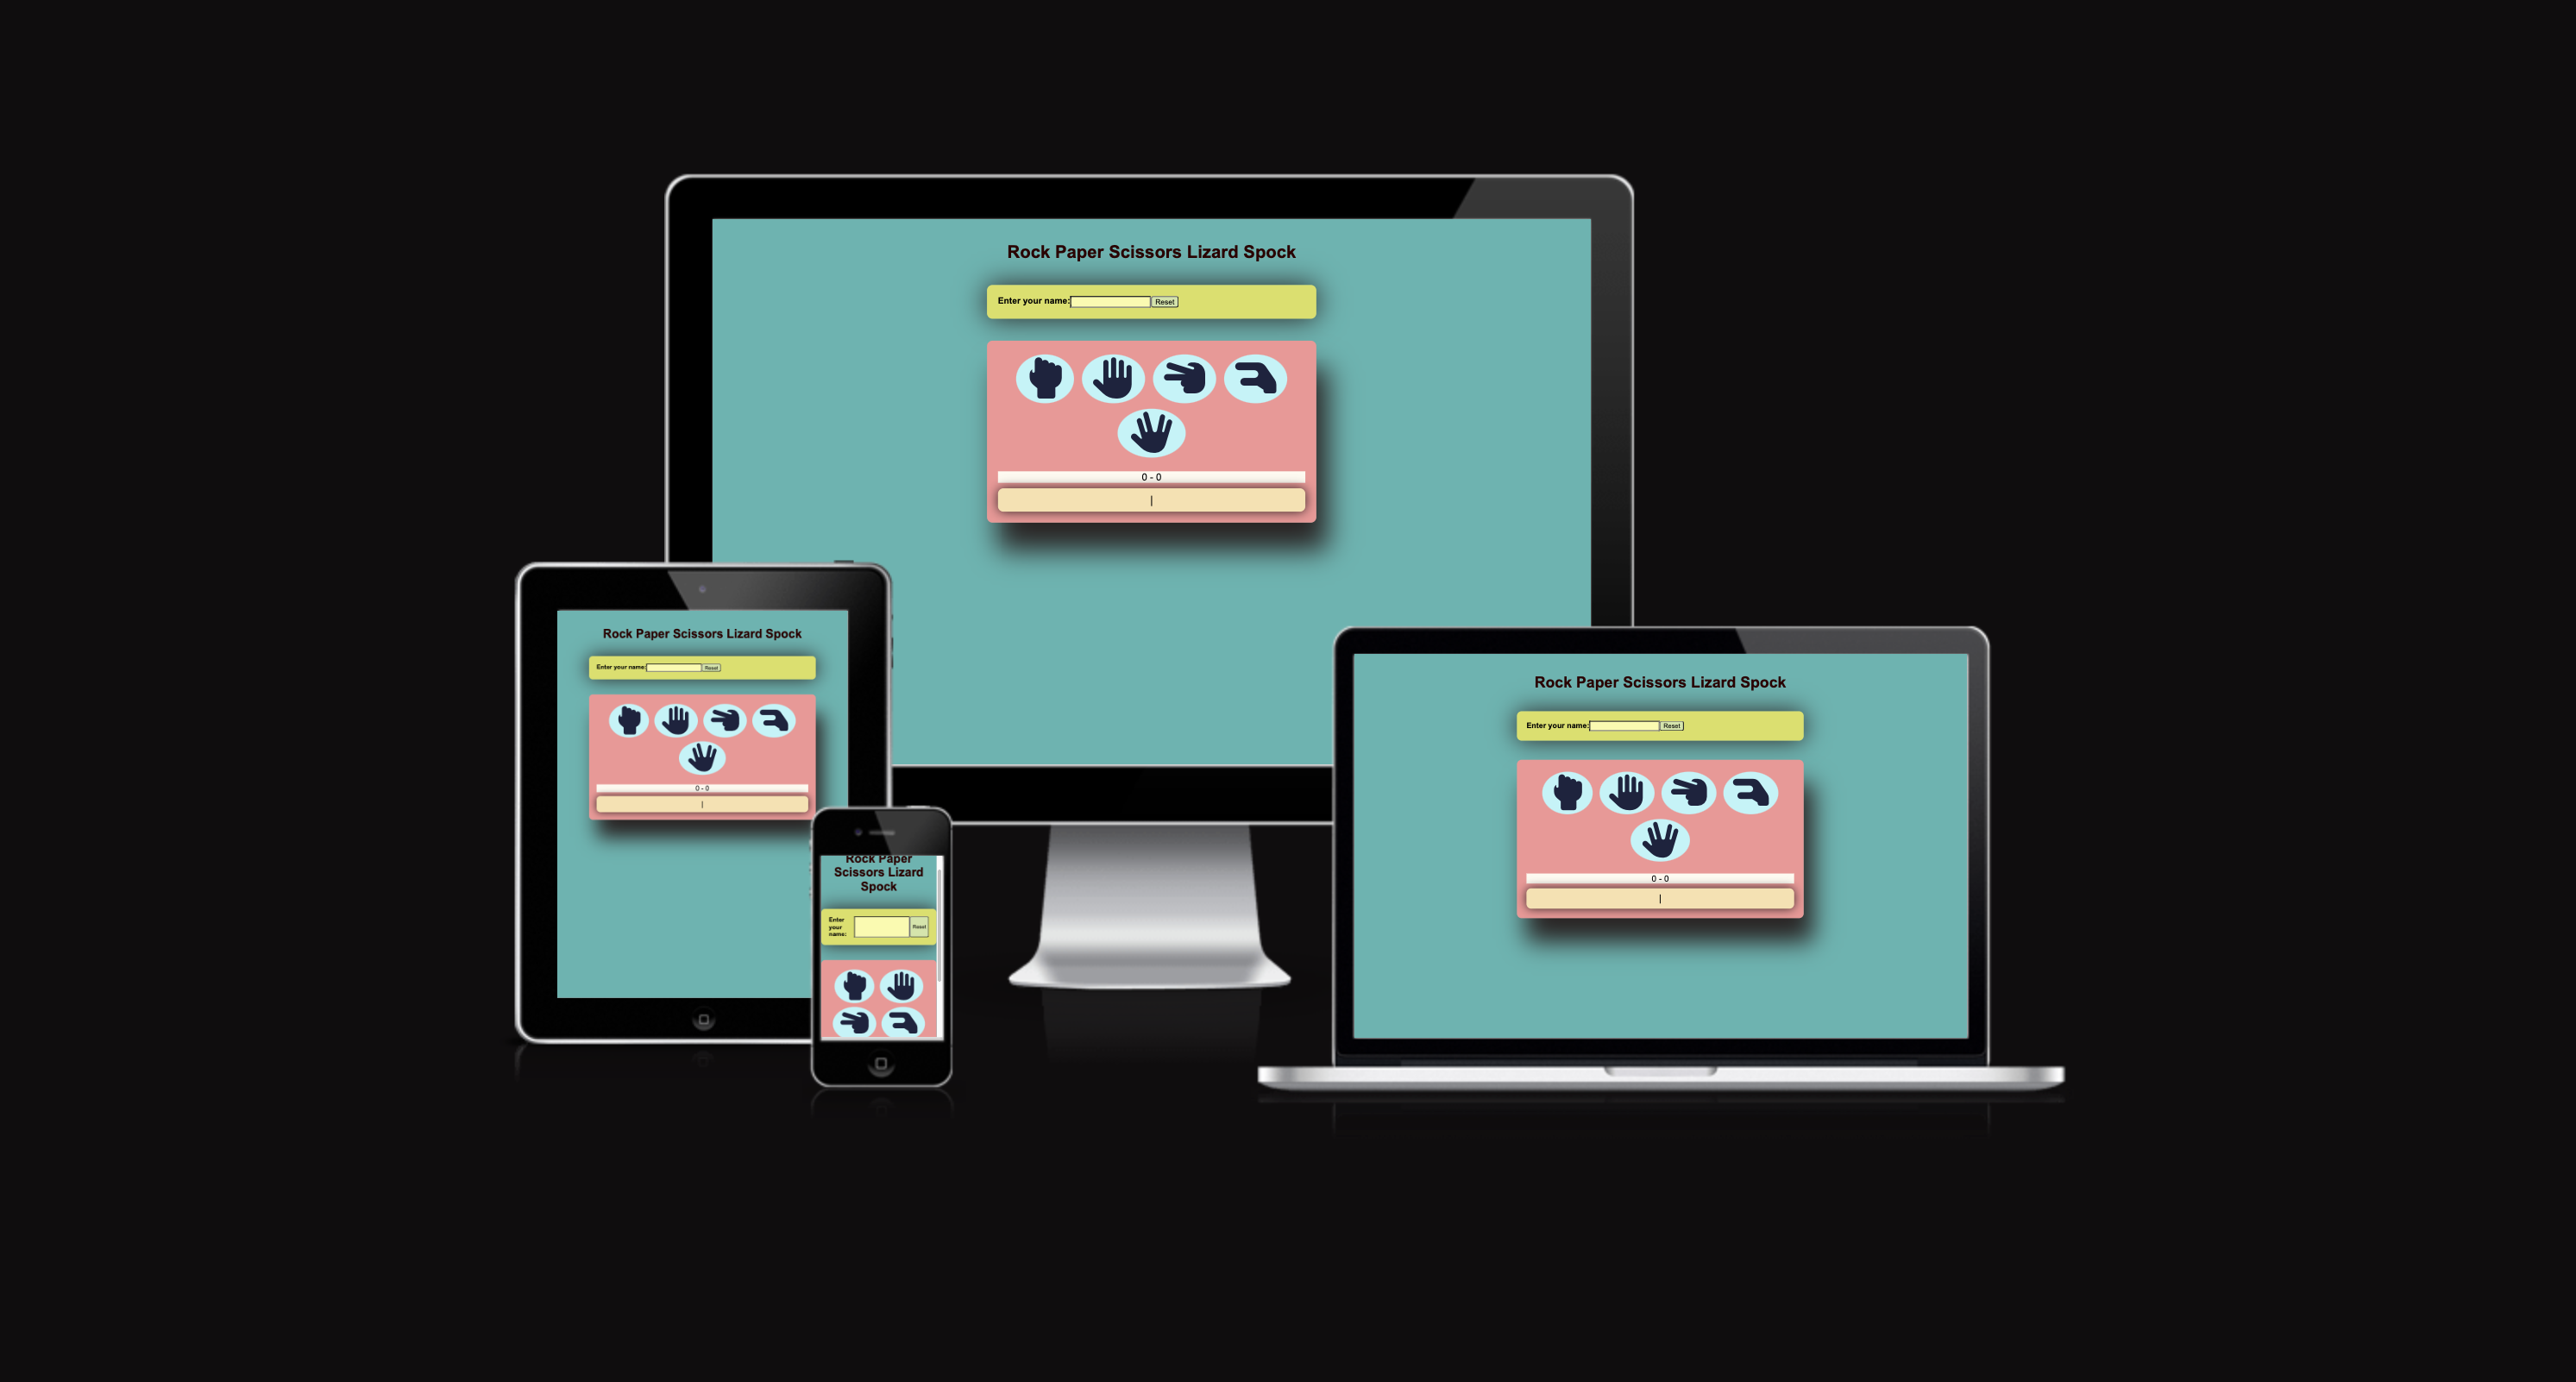 Rock Paper Scissors Lizard Spock
Enter your name:
Reset
0 - 0
|
Rock Paper Scissors Lizard Spock
Enter your name:
Reset
0 - 0
|
Rock Paper
Scissors Lizard
Spock
Enter
your
name:
Reset
Rock Paper Scissors Lizard Spock
Enter your name:
Reset
0 - 0
|